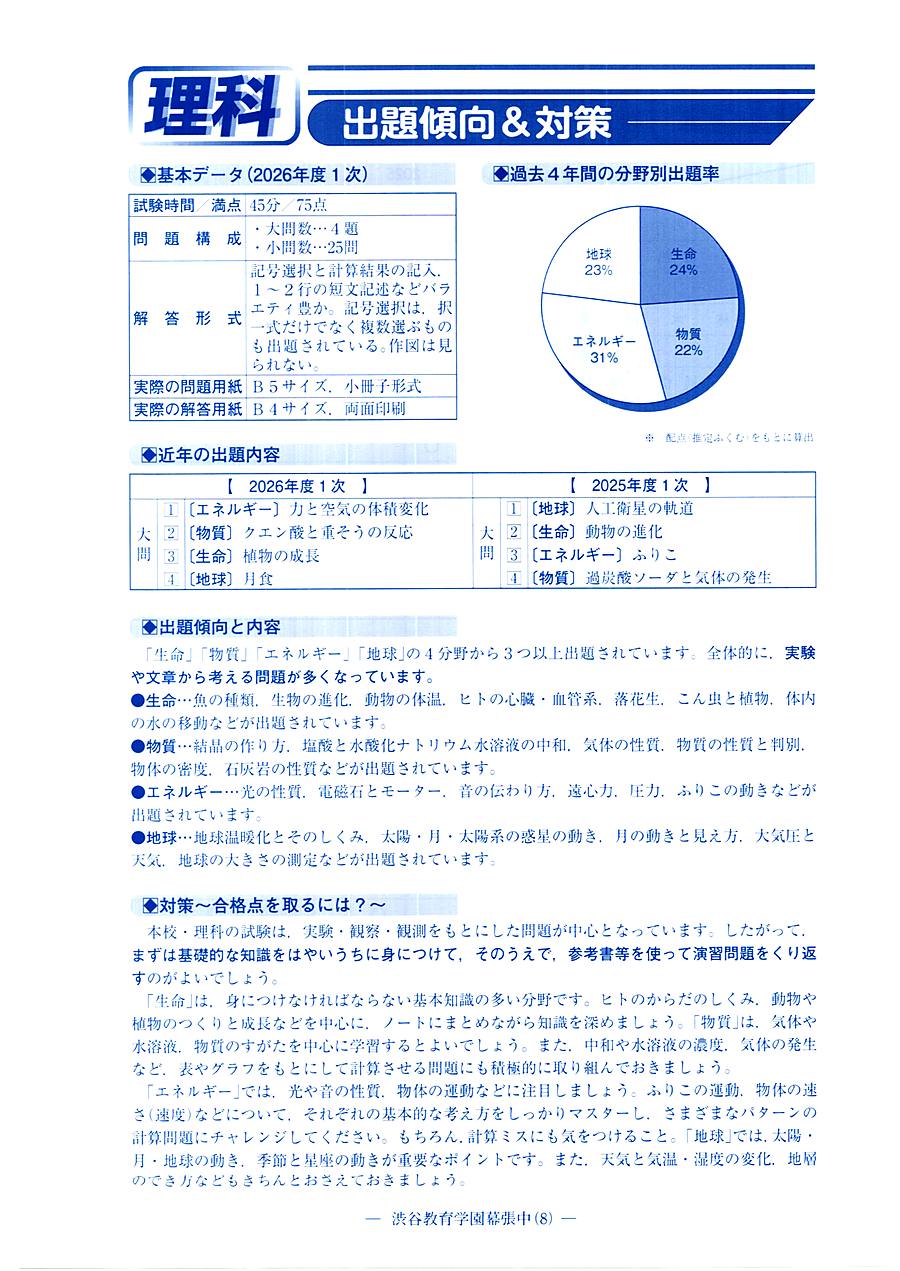 理科
出題傾向＆対策
◆基本データ(2026年度１次)
試験時間／満点 45分／75点
問題構成 ・大問数…４題
・小問数…25問
解答形式 記号選択と計算結果の記入，
１〜２行の短文記述などバラ
エティ豊か。記号選択は，択
一式だけでなく複数選ぶもの
も出題されている。作図は見
られない。
実際の問題用紙 Ｂ５サイズ，小冊子形式
実際の解答用紙 Ｂ４サイズ，両面印刷
◆過去４年間の分野別出題率
地球
23%
生命
24%
エネルギー
31%
物質
22%
※ 配点(推定ふくむ)をもとに算出
◆近年の出題内容
【 2026年度１次 】
大問
1 〔エネルギー〕力と空気の体積変化
2 〔物質〕クエン酸と重そうの反応
3 〔生命〕植物の成長
4 〔地球〕月食
【 2025年度１次 】
大問
1 〔地球〕人工衛星の軌道
2 〔生命〕動物の進化
3 〔エネルギー〕ふりこ
4 〔物質〕過炭酸ソーダと気体の発生
◆出題傾向と内容
「生命」「物質」「エネルギー」「地球」の４分野から３つ以上出題されています。全体的に，実験
や文章から考える問題が多くなっています。
●生命…魚の種類，生物の進化，動物の体温，ヒトの心臓・血管系，落花生，こん虫と植物，体内
の水の移動などが出題されています。
●物質…結晶の作り方，塩酸と水酸化ナトリウム水溶液の中和，気体の性質，物質の性質と判別，
物体の密度，石灰岩の性質などが出題されています。
●エネルギー…光の性質，電磁石とモーター，音の伝わり方，遠心力，圧力，ふりこの動きなどが
出題されています。
●地球…地球温暖化とそのしくみ，太陽・月・太陽系の惑星の動き，月の動きと見え方，大気圧と
天気，地球の大きさの測定などが出題されています。
◆対策〜合格点を取るには？〜
本校・理科の試験は，実験・観察・観測をもとにした問題が中心となっています。したがって，
まずは基礎的な知識をはやいうちに身につけて，そのうえで，参考書等を使って演習問題をくり返
すのがよいでしょう。
「生命」は，身につけなければならない基本知識の多い分野です。ヒトのからだのしくみ，動物や
植物のつくりと成長などを中心に，ノートにまとめながら知識を深めましょう。「物質」は，気体や
水溶液，物質のすがたを中心に学習するとよいでしょう。また，中和や水溶液の濃度，気体の発生
など，表やグラフをもとにして計算させる問題にも積極的に取り組んでおきましょう。
「エネルギー」では，光や音の性質，物体の運動などに注目しましょう。ふりこの運動，物体の速
さ(速度)などについて，それぞれの基本的な考え方をしっかりマスターし，さまざまなパターンの
計算問題にチャレンジしてください。もちろん，計算ミスにも気をつけること。「地球」では，太陽・
月・地球の動き，季節と星座の動きが重要なポイントです。また，天気と気温・湿度の変化，地層
のでき方などもきちんとおさえておきましょう。
― 渋谷教育学園幕張中(8) ―